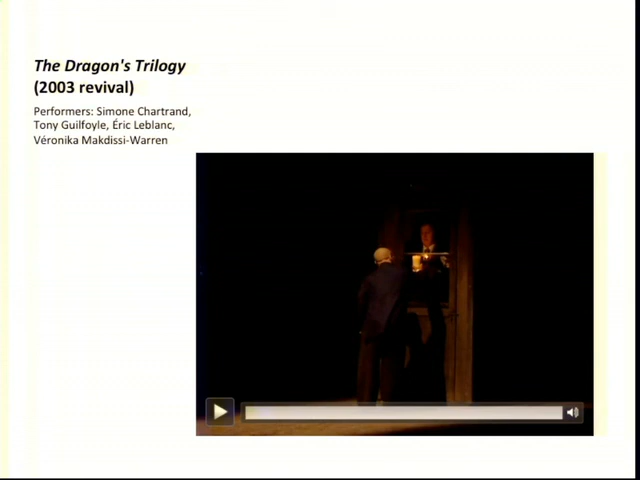 The Dragon's Trilogy
(2003 revival)
Performers: Simone Chartrand,
Tony Guilfoyle, Éric Leblanc,
Véronika Makdissi-Warren